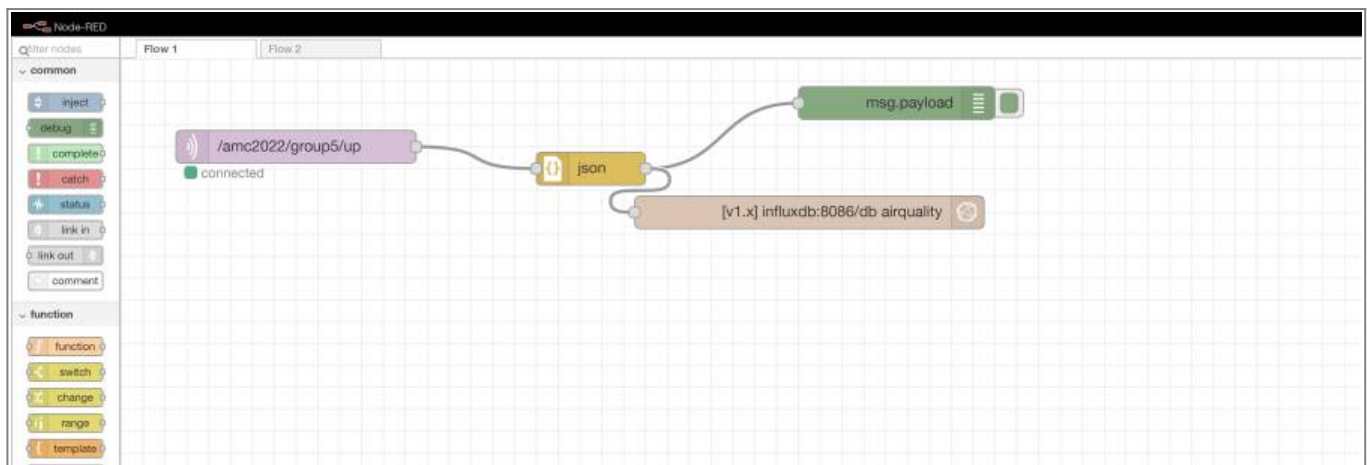 Node-RED
filter nodes
Flow 1
Flow 2
common
inject
debug
complete
catch
status
link in
link out
comment
function
function
switch
change
range
template
/amc2022/group5/up
connected
json
msg.payload
[v1.x] influxdb:8086/db airquality